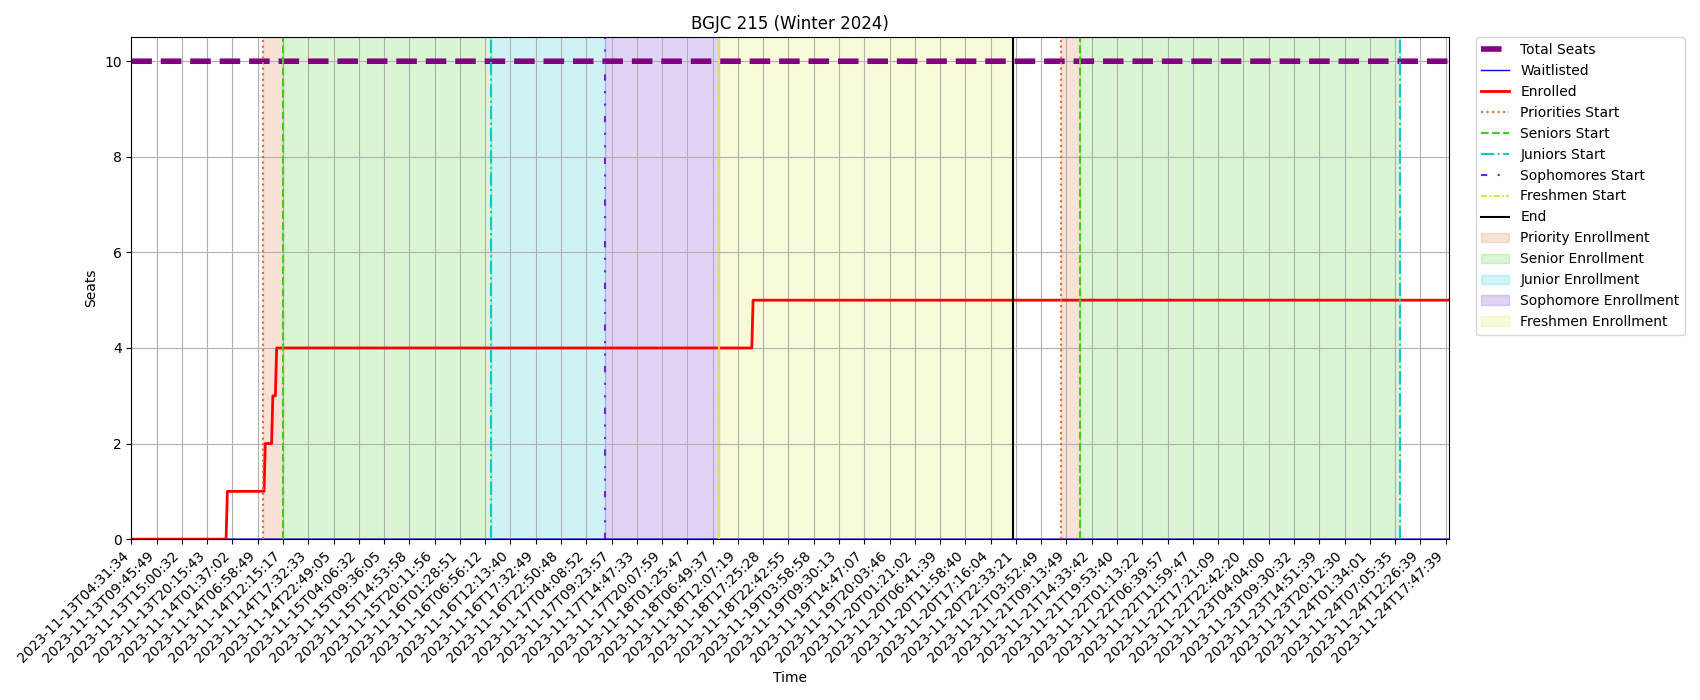 BGJC 215 (Winter 2024)
Seats
10
8
6
4
2
0
2023-11-13T04:31:34
2023-11-13T09:45:49
2023-11-13T15:00:32
2023-11-13T20:15:43
2023-11-14T01:37:02
2023-11-14T06:58:49
2023-11-14T12:15:17
2023-11-14T17:32:33
2023-11-14T22:49:05
2023-11-15T04:06:32
2023-11-15T09:36:05
2023-11-15T14:53:58
2023-11-15T20:11:56
2023-11-16T01:28:51
2023-11-16T06:56:12
2023-11-16T12:13:40
2023-11-16T17:32:49
2023-11-16T22:50:48
2023-11-17T04:08:52
2023-11-17T09:23:57
2023-11-17T14:47:33
2023-11-17T20:07:59
2023-11-18T01:25:47
2023-11-18T06:49:37
2023-11-18T12:07:19
2023-11-18T17:25:28
2023-11-18T22:42:55
2023-11-19T03:58:58
2023-11-19T09:30:13
2023-11-19T14:47:07
2023-11-19T20:03:46
2023-11-20T01:21:02
2023-11-20T06:41:39
2023-11-20T11:58:40
2023-11-20T17:16:04
2023-11-20T22:33:21
2023-11-21T03:52:49
2023-11-21T09:13:49
2023-11-21T14:33:42
2023-11-21T19:53:40
2023-11-22T01:13:22
2023-11-22T06:39:57
2023-11-22T11:59:47
2023-11-22T17:21:09
2023-11-22T22:42:20
2023-11-23T04:04:00
2023-11-23T09:30:32
2023-11-23T14:51:39
2023-11-23T20:12:30
2023-11-24T01:34:01
2023-11-24T07:05:35
2023-11-24T12:26:39
2023-11-24T17:47:39
Time
Total Seats
Waitlisted
Enrolled
Priorities Start
Seniors Start
Juniors Start
Sophomores Start
Freshmen Start
End
Priority Enrollment
Senior Enrollment
Junior Enrollment
Sophomore Enrollment
Freshmen Enrollment